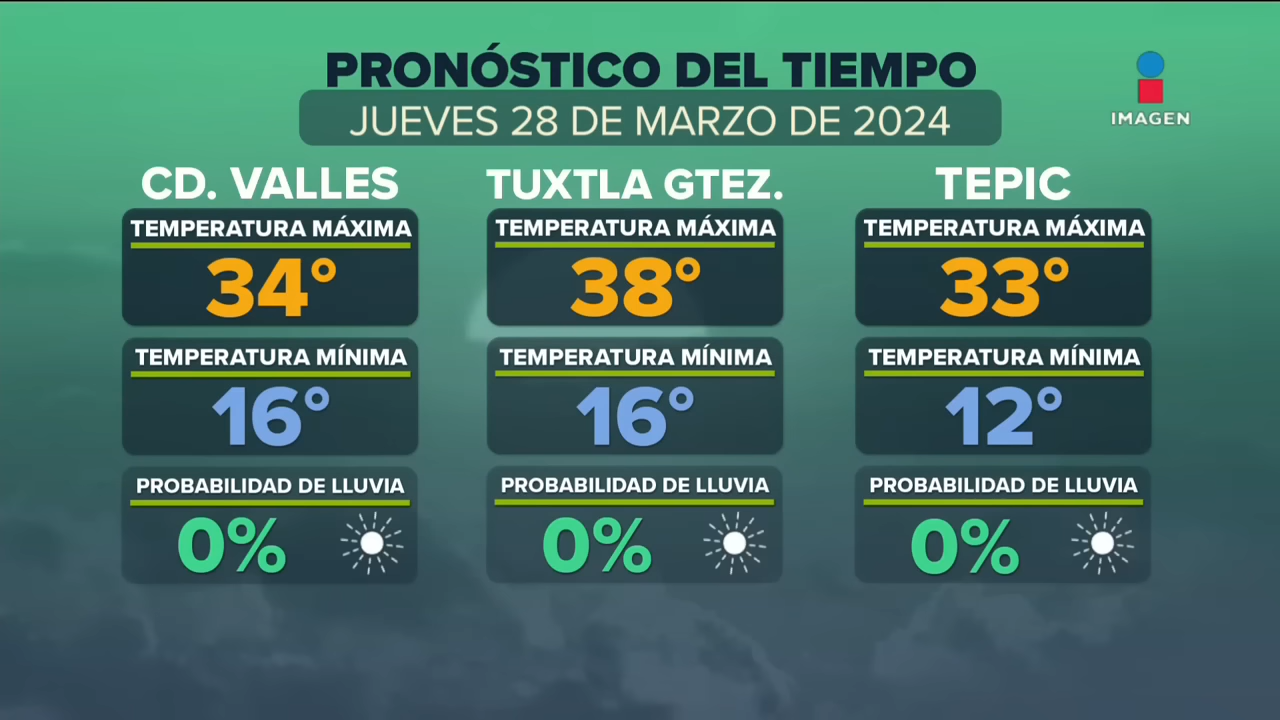 PRONÓSTICO DEL TIEMPO
JUEVES 28 DE MARZO DE 2024
IMAGEN
CD. VALLES
TEMPERATURA MÁXIMA
34°
TEMPERATURA MÍNIMA
16°
PROBABILIDAD DE LLUVIA
0%
TUXTLA GTEZ.
TEMPERATURA MÁXIMA
38°
TEMPERATURA MÍNIMA
16°
PROBABILIDAD DE LLUVIA
0%
TEPIC
TEMPERATURA MÁXIMA
33°
TEMPERATURA MÍNIMA
12°
PROBABILIDAD DE LLUVIA
0%